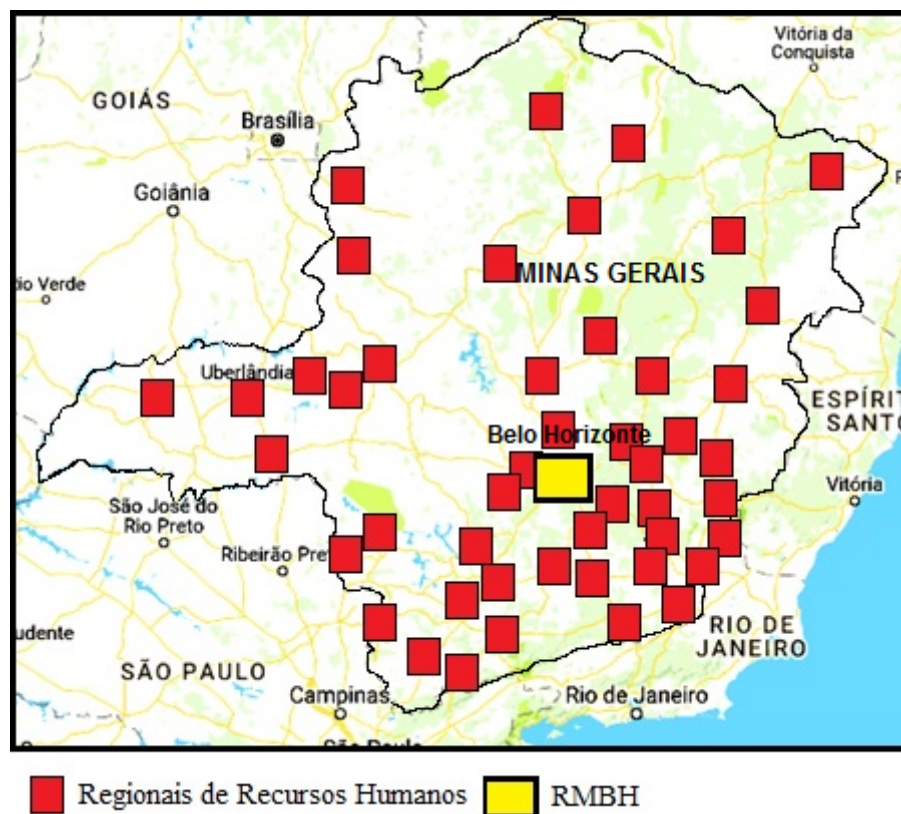 Vitória da
Conquista
GOIÁS
Brasília
Goiânia
io Verde
MINAS GERAIS
Uberlândia
ESPÍRIT
SANTO
Belo Horizonte
Vitória
São José do
Rio Preto
Ribeirão Pret
udente
RIO DE
JANEIRO
SÃO PAULO
Campinas
Rio de Janeiro
São Paulo
Regionais de Recursos Humanos
RMBH